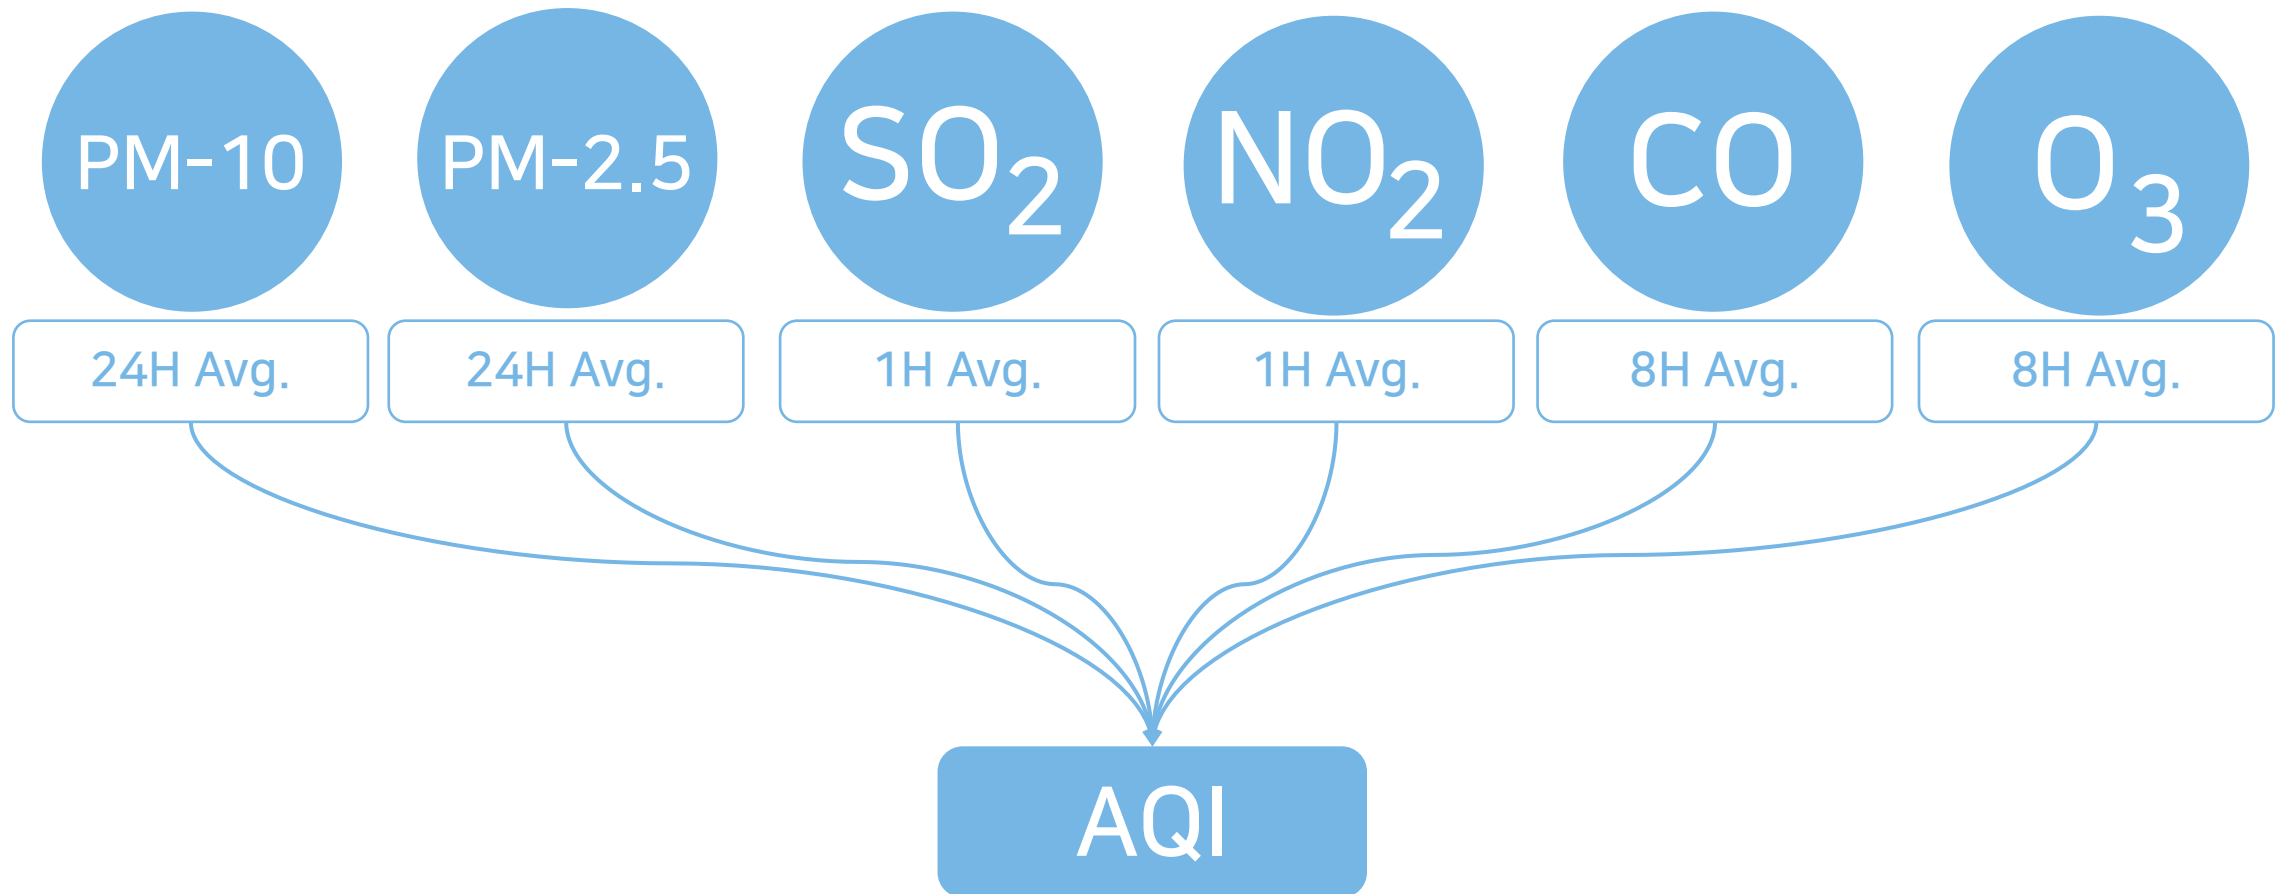 PM-10
PM-2.5
SO₂
NO₂
CO
O₃
24H Avg.
24H Avg.
1H Avg.
1H Avg.
8H Avg.
8H Avg.
AQI